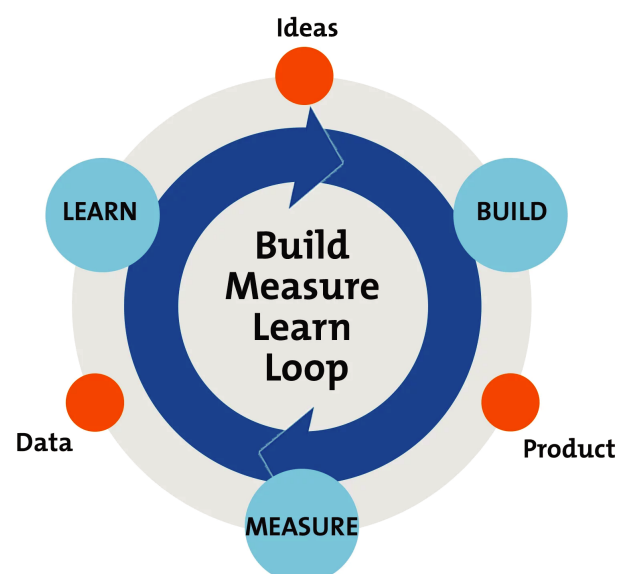 Ideas
LEARN
BUILD
Build
Measure
Learn
Loop
Data
Product
MEASURE